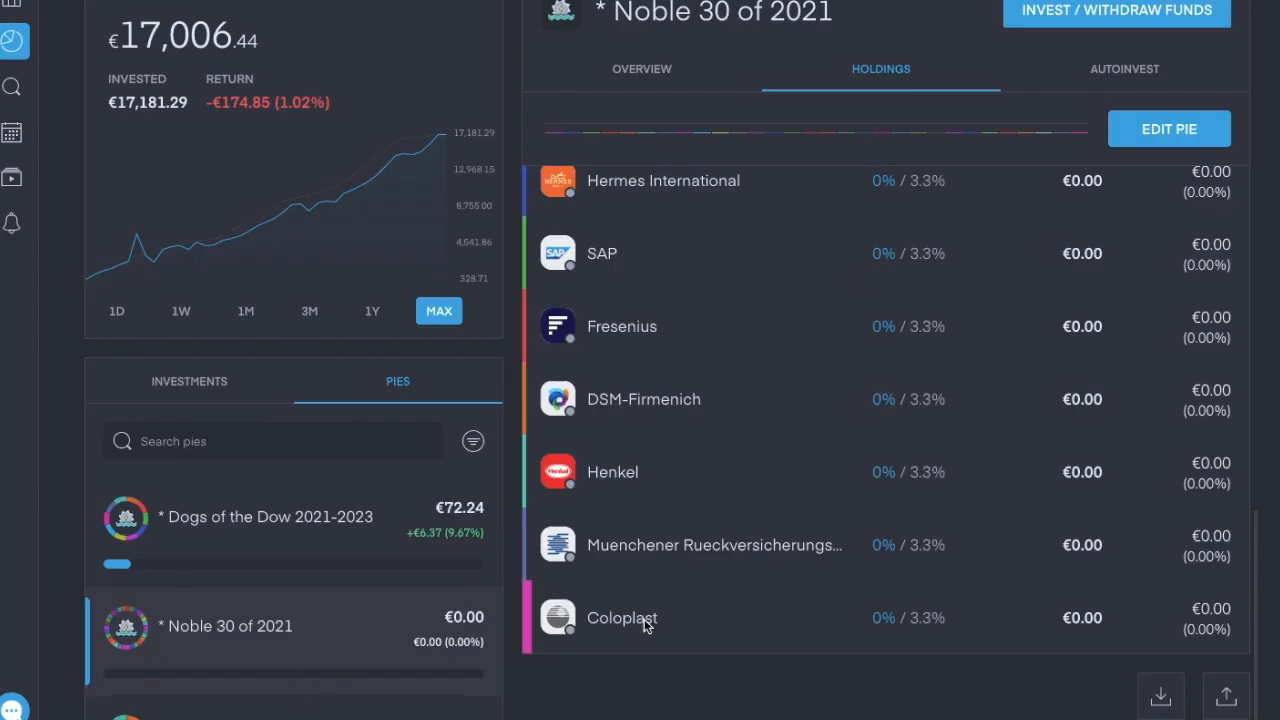 €17,006.44
INVESTED RETURN
€17,181.29 -€174.85 (1.02%)
17,181.29
12,968.15
8,755.00
4,541.86
328.71
1D 1W 1M 3M 1Y MAX
INVESTMENTS PIES
Search pies
* Dogs of the Dow 2021-2023 €72.24
+€6.37 (9.67%)
* Noble 30 of 2021 €0.00
€0.00 (0.00%)
* Noble 30 of 2021
INVEST / WITHDRAW FUNDS
OVERVIEW HOLDINGS AUTOINVEST
EDIT PIE
HERMES
Hermes International 0% / 3.3% €0.00 €0.00
(0.00%)
SAP
SAP 0% / 3.3% €0.00 €0.00
(0.00%)
Fresenius 0% / 3.3% €0.00 €0.00
(0.00%)
DSM-Firmenich 0% / 3.3% €0.00 €0.00
(0.00%)
Henkel
Henkel 0% / 3.3% €0.00 €0.00
(0.00%)
Muenchener Rueckversicherungs... 0% / 3.3% €0.00 €0.00
(0.00%)
Coloplast 0% / 3.3% €0.00 €0.00
(0.00%)